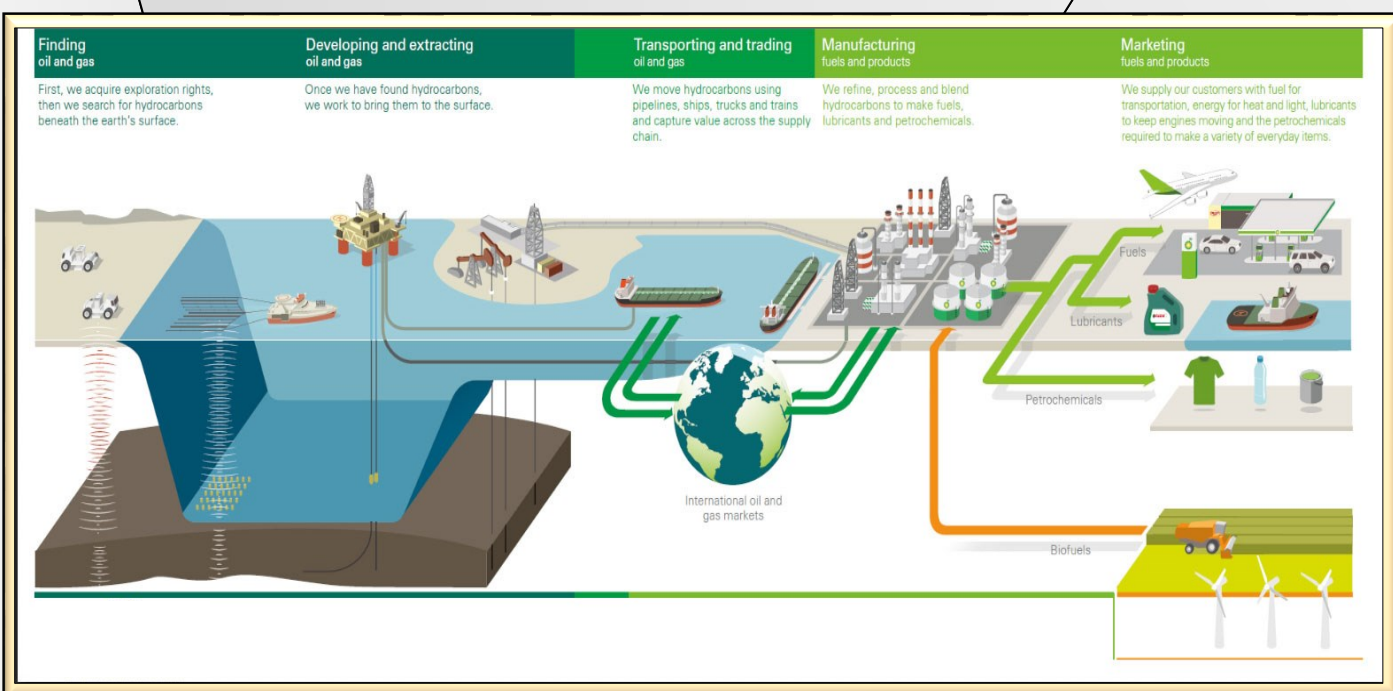 Finding
oil and gas
First, we acquire exploration rights,
then we search for hydrocarbons
beneath the earth's surface.
Developing and extracting
oil and gas
Once we have found hydrocarbons,
we work to bring them to the surface.
Transporting and trading
oil and gas
We move hydrocarbons using
pipelines, ships, trucks and trains
and capture value across the supply
chain.
Manufacturing
fuels and products
We refine, process and blend
hydrocarbons to make fuels,
lubricants and petrochemicals.
Marketing
fuels and products
We supply our customers with fuel for
transportation, energy for heat and light, lubricants
to keep engines moving and the petrochemicals
required to make a variety of everyday items.
Fuels
Lubricants
Petrochemicals
International oil and
gas markets
Biofuels